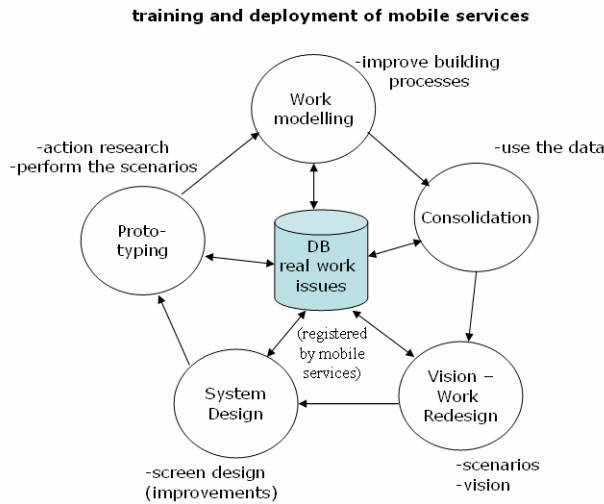 training and deployment of mobile services
Work
modelling
-improve building
processes
-action research
-perform the scenarios
-use the data
Proto-
typing
DB
real work
issues
Consolidation
(registered
by mobile
services)
System
Design
Vision –
Work
Redesign
-screen design
(improvements)
-scenarios
-vision